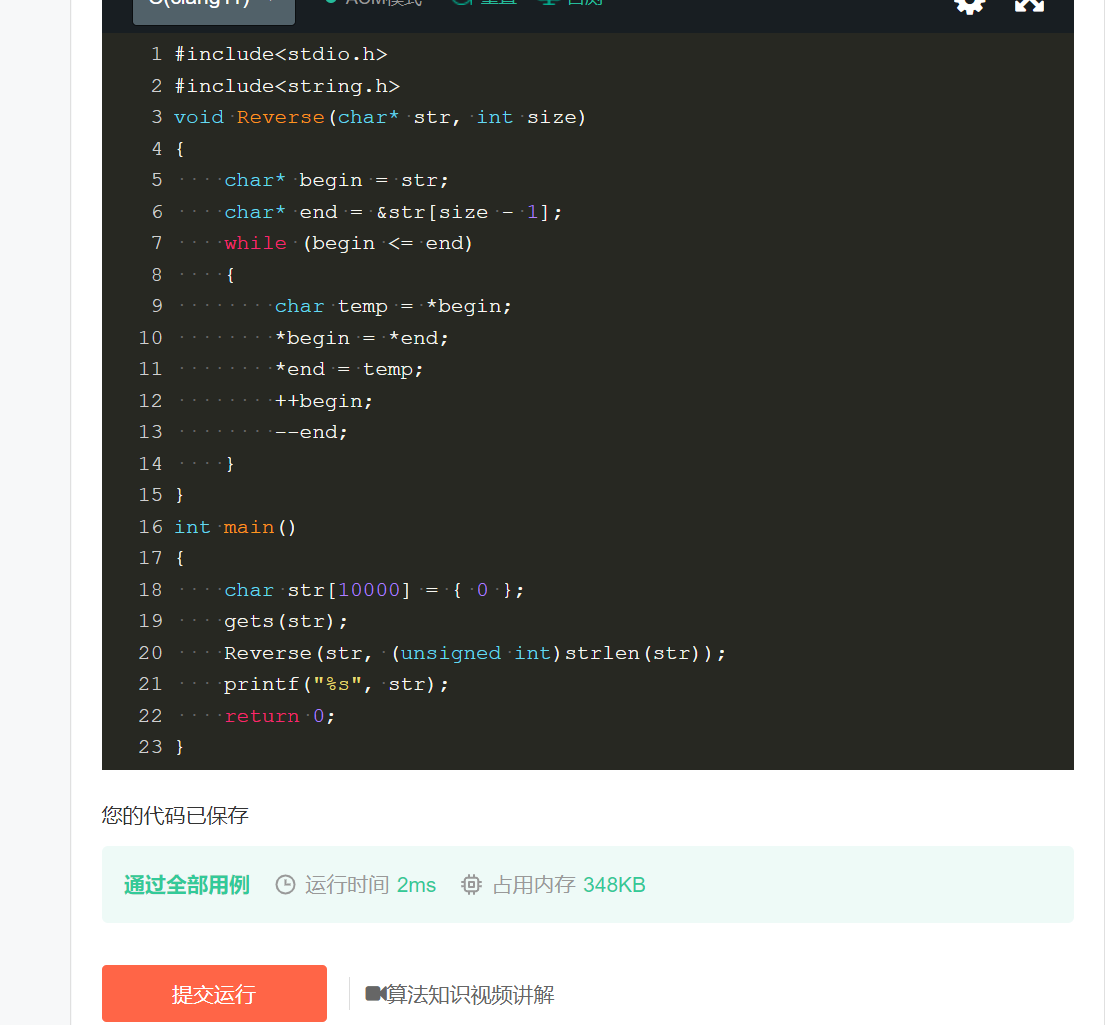 C(clang11) ACM模式 重置 自测
1 #include<stdio.h>
2 #include<string.h>
3 void Reverse(char* str, int size)
4 {
5     char* begin = str;
6     char* end = &str[size - 1];
7     while (begin <= end)
8     {
9         char temp = *begin;
10         *begin = *end;
11         *end = temp;
12         ++begin;
13         --end;
14     }
15 }
16 int main()
17 {
18     char str[10000] = { 0 };
19     gets(str);
20     Reverse(str, (unsigned int)strlen(str));
21     printf("%s", str);
22     return 0;
23 }
您的代码已保存
通过全部用例 运行时间 2ms 占用内存 348KB
提交运行 算法知识视频讲解